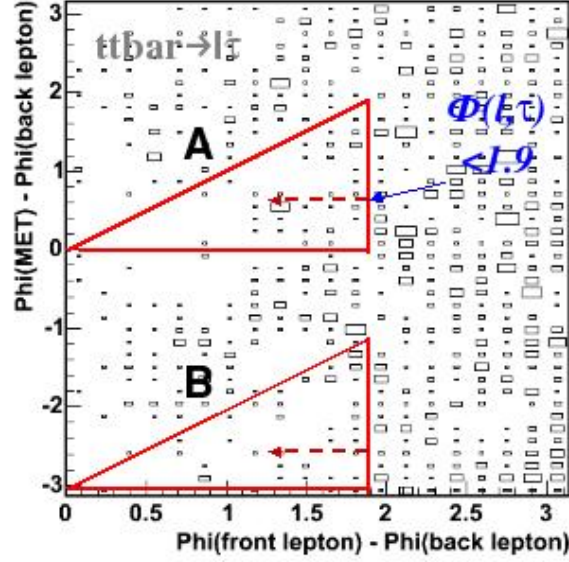 ttbar→lτ
Φ(l,τ)
<1.9
A
B
Phi(MET) - Phi(back lepton)
3
2
1
0
-1
-2
-3
0
0.5
1
1.5
2
2.5
3
Phi(front lepton) - Phi(back lepton)